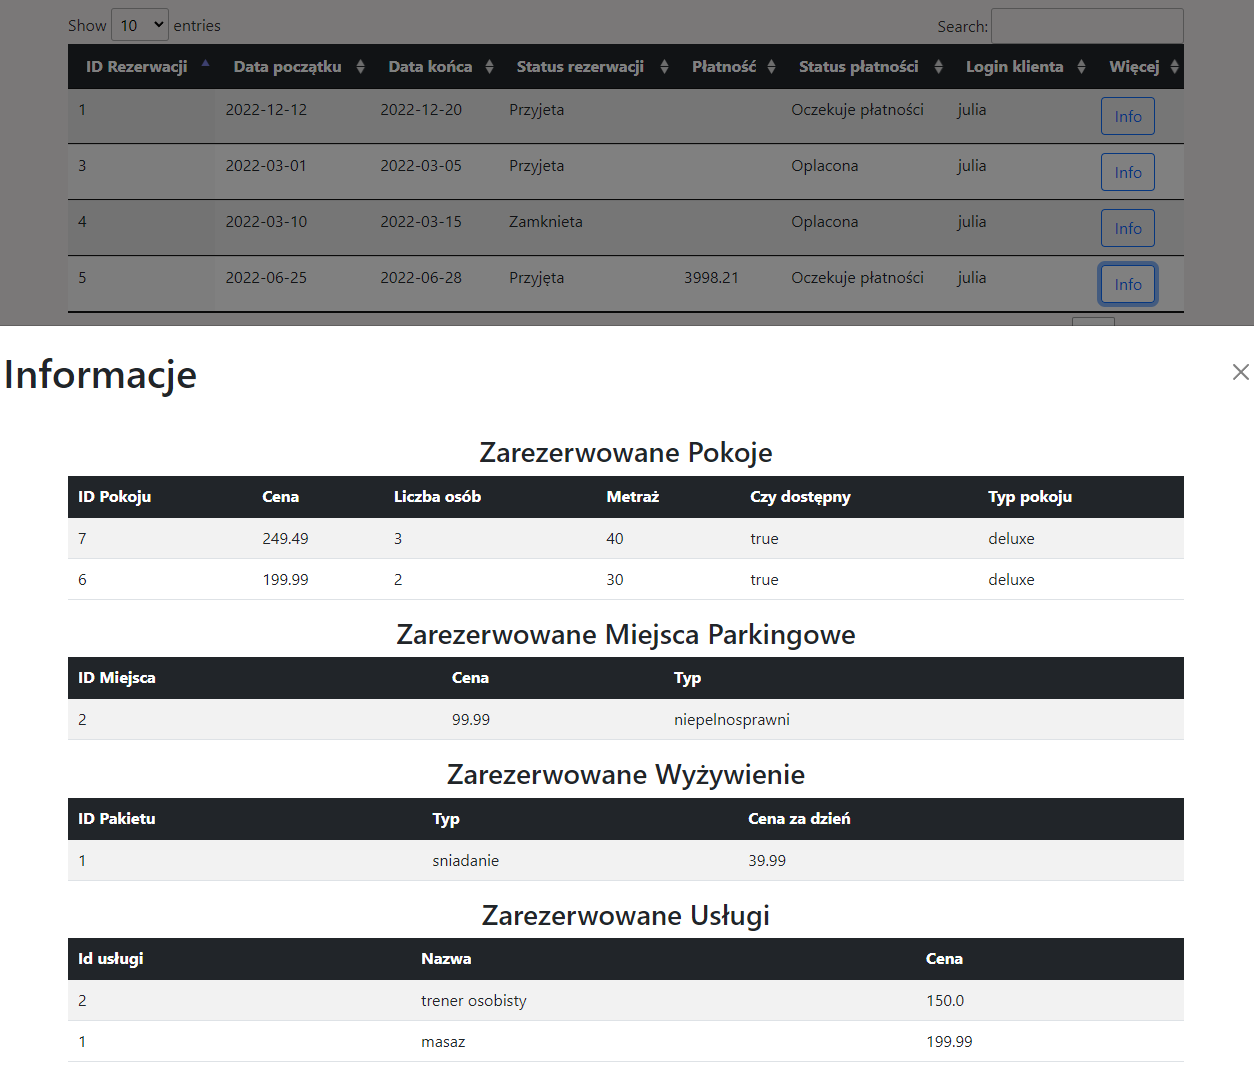 Show 10 entries Search:
ID Rezerwacji Data początku Data końca Status rezerwacji Płatność Status płatności Login klienta Więcej
1 2022-12-12 2022-12-20 Przyjeta Oczekuje płatności julia Info
3 2022-03-01 2022-03-05 Przyjeta Oplacona julia Info
4 2022-03-10 2022-03-15 Zamknieta Oplacona julia Info
5 2022-06-25 2022-06-28 Przyjęta 3998.21 Oczekuje płatności julia Info
Informacje
Zarezerwowane Pokoje
ID Pokoju Cena Liczba osób Metraż Czy dostępny Typ pokoju
7 249.49 3 40 true deluxe
6 199.99 2 30 true deluxe
Zarezerwowane Miejsca Parkingowe
ID Miejsca Cena Typ
2 99.99 niepelnosprawni
Zarezerwowane Wyżywienie
ID Pakietu Typ Cena za dzień
1 sniadanie 39.99
Zarezerwowane Usługi
Id usługi Nazwa Cena
2 trener osobisty 150.0
1 masaz 199.99